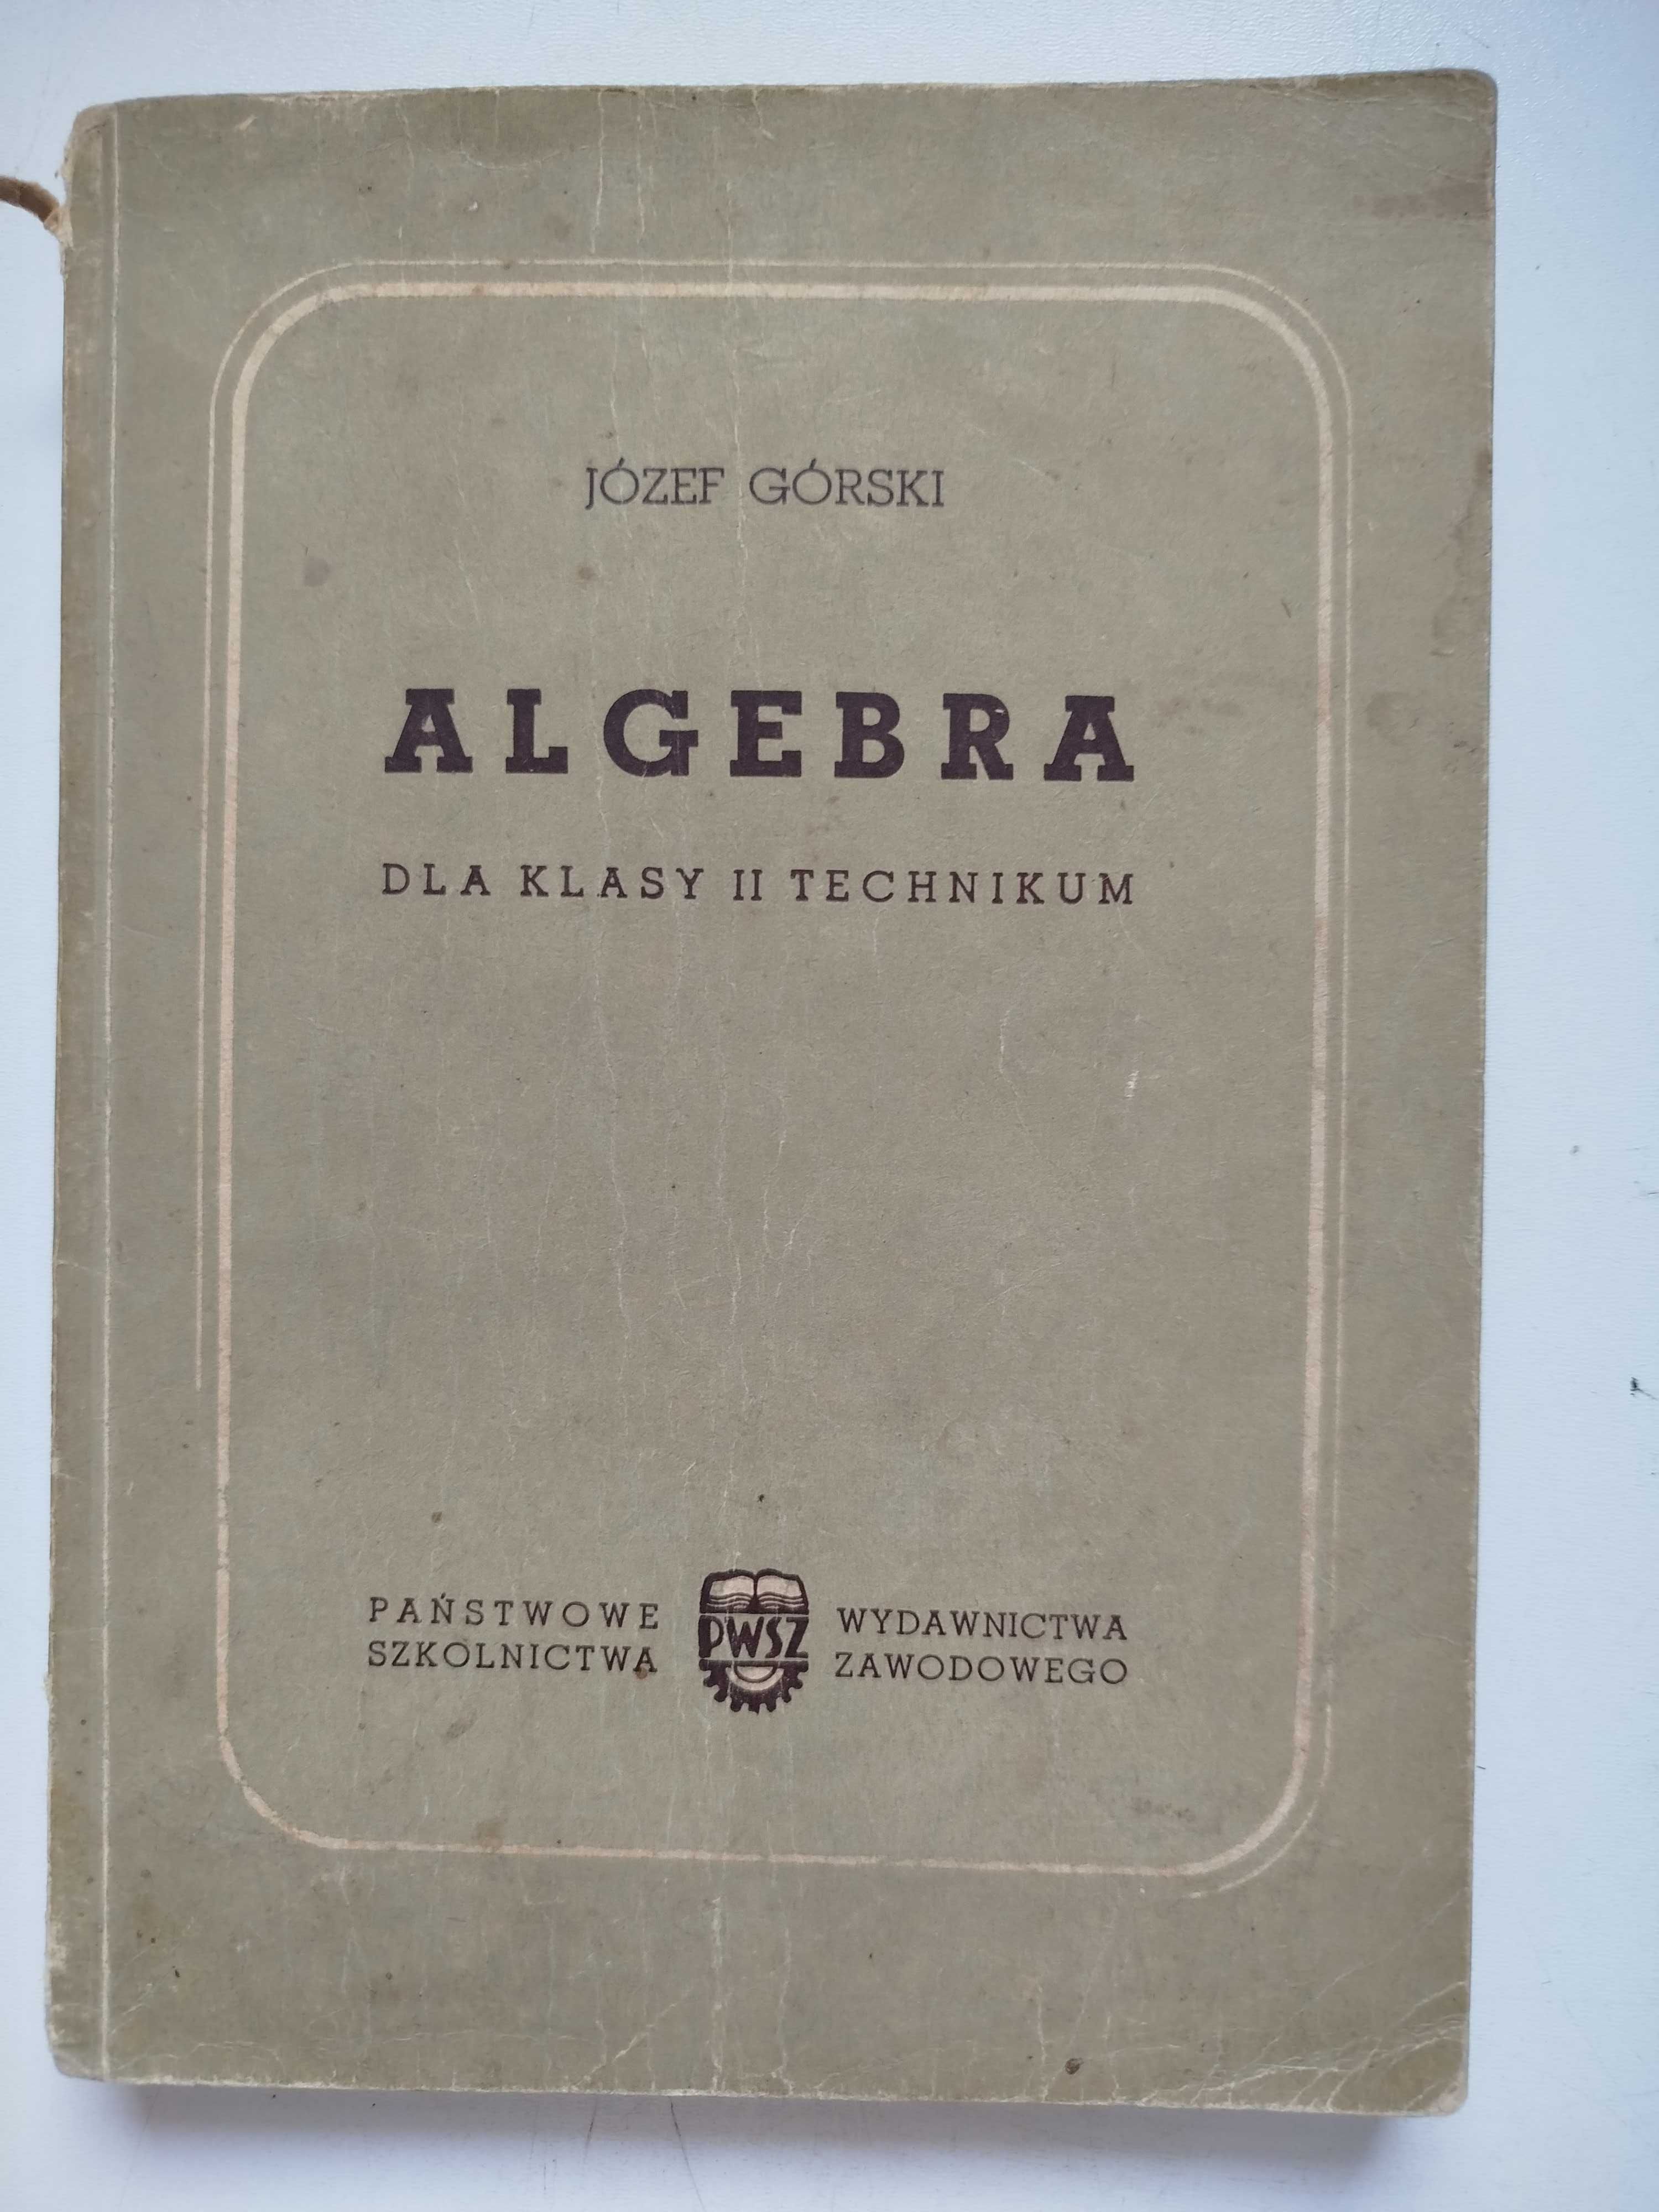 JÓZEF GÓRSKI
ALGEBRA
DLA KLASY II TECHNIKUM
PAŃSTWOWE WYDAWNICTWA
SZKOLNICTWA ZAWODOWEGO
PWSZ